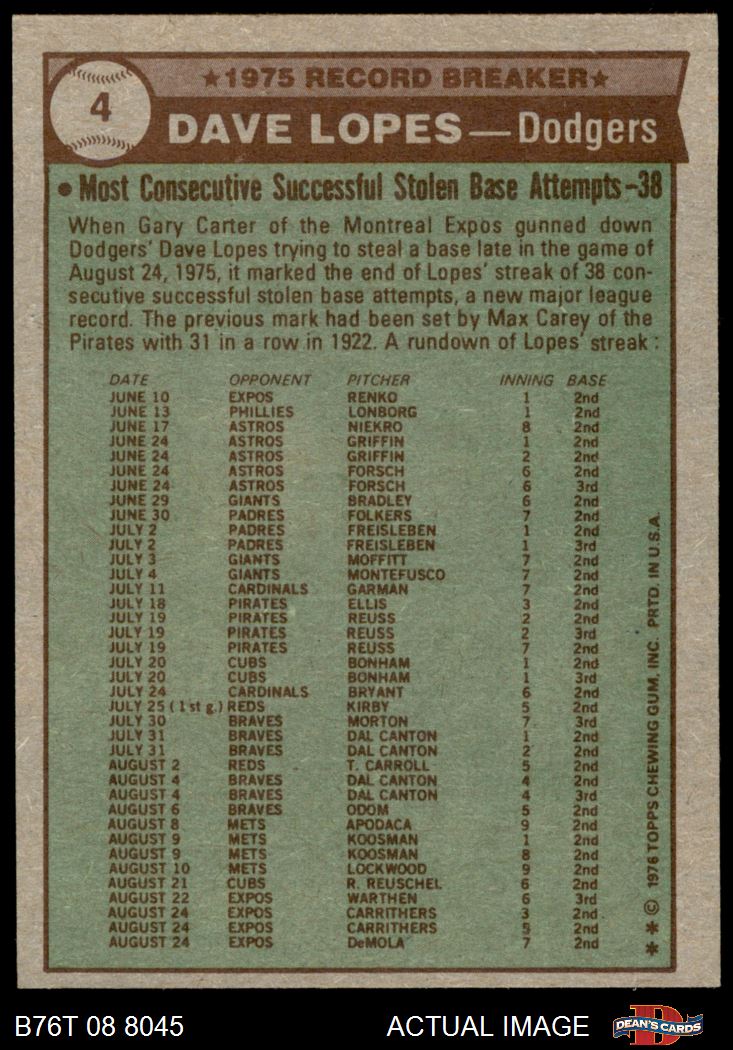 4
★1975 RECORD BREAKER★
DAVE LOPES—Dodgers
• Most Consecutive Successful Stolen Base Attempts-38
When Gary Carter of the Montreal Expos gunned down
Dodgers' Dave Lopes trying to steal a base late in the game of
August 24, 1975, it marked the end of Lopes' streak of 38 con-
secutive successful stolen base attempts, a new major league
record. The previous mark had been set by Max Carey of the
Pirates with 31 in a row in 1922. A rundown of Lopes' streak :
DATE OPPONENT PITCHER INNING BASE
JUNE 10 EXPOS RENKO 1 2nd
JUNE 13 PHILLIES LONBORG 1 2nd
JUNE 17 ASTROS NIEKRO 8 2nd
JUNE 24 ASTROS GRIFFIN 1 2nd
JUNE 24 ASTROS GRIFFIN 2 2nd
JUNE 24 ASTROS FORSCH 6 2nd
JUNE 24 ASTROS FORSCH 6 3rd
JUNE 29 GIANTS BRADLEY 6 2nd
JUNE 30 PADRES FOLKERS 7 2nd
JULY 2 PADRES FREISLEBEN 1 2nd
JULY 2 PADRES FREISLEBEN 1 3rd
JULY 3 GIANTS MOFFITT 7 2nd
JULY 4 GIANTS MONTEFUSCO 7 2nd
JULY 11 CARDINALS GARMAN 7 2nd
JULY 18 PIRATES ELLIS 3 2nd
JULY 19 PIRATES REUSS 2 2nd
JULY 19 PIRATES REUSS 2 3rd
JULY 19 PIRATES REUSS 7 2nd
JULY 20 CUBS BONHAM 1 2nd
JULY 20 CUBS BONHAM 1 3rd
JULY 24 CARDINALS BRYANT 6 2nd
JULY 25 (1st g.) REDS KIRBY 5 2nd
JULY 30 BRAVES MORTON 7 3rd
JULY 31 BRAVES DAL CANTON 1 2nd
JULY 31 BRAVES DAL CANTON 2 2nd
AUGUST 2 REDS T. CARROLL 5 2nd
AUGUST 4 BRAVES DAL CANTON 4 2nd
AUGUST 4 BRAVES DAL CANTON 4 3rd
AUGUST 6 BRAVES ODOM 5 2nd
AUGUST 8 METS APODACA 9 2nd
AUGUST 9 METS KOOSMAN 1 2nd
AUGUST 9 METS KOOSMAN 8 2nd
AUGUST 10 METS LOCKWOOD 9 2nd
AUGUST 21 CUBS R. REUSCHEL 6 2nd
AUGUST 22 EXPOS WARTHEN 6 3rd
AUGUST 24 EXPOS CARRITHERS 3 2nd
AUGUST 24 EXPOS CARRITHERS 5 2nd
AUGUST 24 EXPOS DeMOLA 7 2nd
** © 1976 TOPPS CHEWING GUM, INC. PRTD. IN U.S.A.
B76T 08 8045 ACTUAL IMAGE
D DEAN'S CARDS